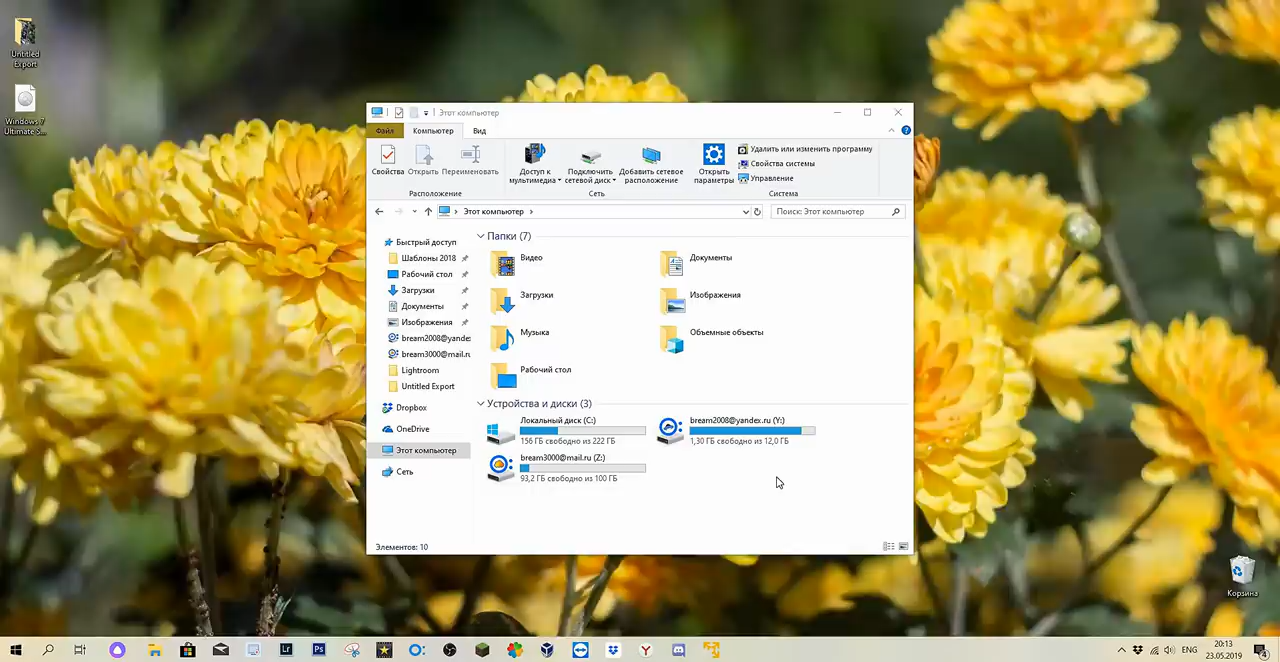 Untitled
Export
Windows 7
Ultimate S...
Этот компьютер
Файл
Компьютер
Вид
Свойства
Открыть
Переименовать
Доступ к
мультимедиа
Подключить
сетевой диск
Добавить сетевое
расположение
Открыть
параметры
Удалить или изменить программу
Свойства системы
Управление
Расположение
Сеть
Система
Этот компьютер
Поиск: Этот компьютер
Быстрый доступ
Шаблоны 2018
Рабочий стол
Загрузки
Документы
Изображения
bream2008@yande
bream3000@mail.ru
Lightroom
Untitled Export
Dropbox
OneDrive
Этот компьютер
Сеть
Папки (7)
Видео
Документы
Загрузки
Изображения
Музыка
Объемные объекты
Рабочий стол
Устройства и диски (3)
Локальный диск (C:)
156 ГБ свободно из 222 ГБ
bream2008@yandex.ru (Y:)
1,30 ГБ свободно из 12,0 ГБ
bream3000@mail.ru (Z:)
93,2 ГБ свободно из 100 ГБ
Элементов: 10
Корзина
Lr
Ps
ENG
20:13
23.05.2019
4